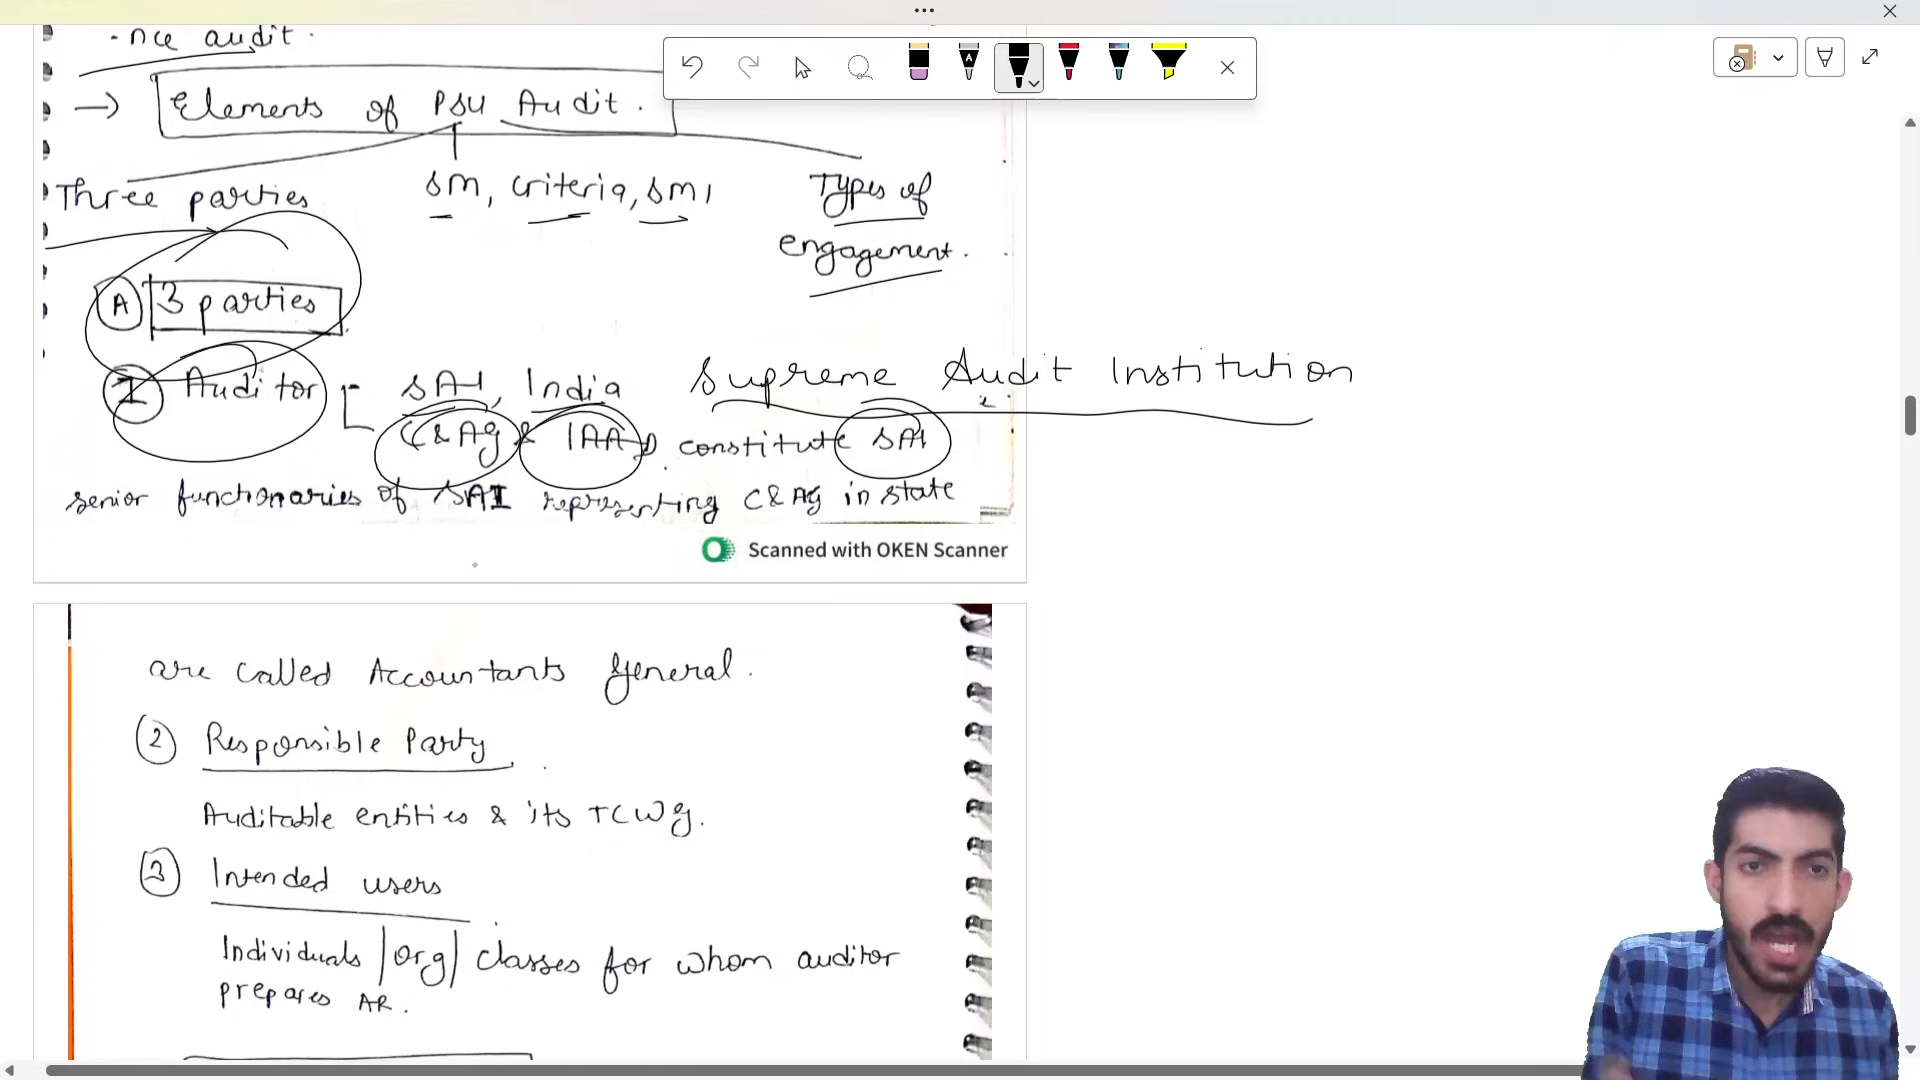 -nce audit.
→ Elements of PSU Audit.
Three parties
SM, Criteria, SMI
Types of
engagement.
A 3 parties
1 Auditor
SAI, India
Supreme Audit Institution
C&AG & IAAD constitute SAI
senior functionaries of SAI representing C&AG in state
Scanned with OKEN Scanner
are called Accountants General.
2 Responsible Party
Auditable entities & its TCWG.
3 Intended users
Individuals |org| classes for whom auditor
prepares AR.